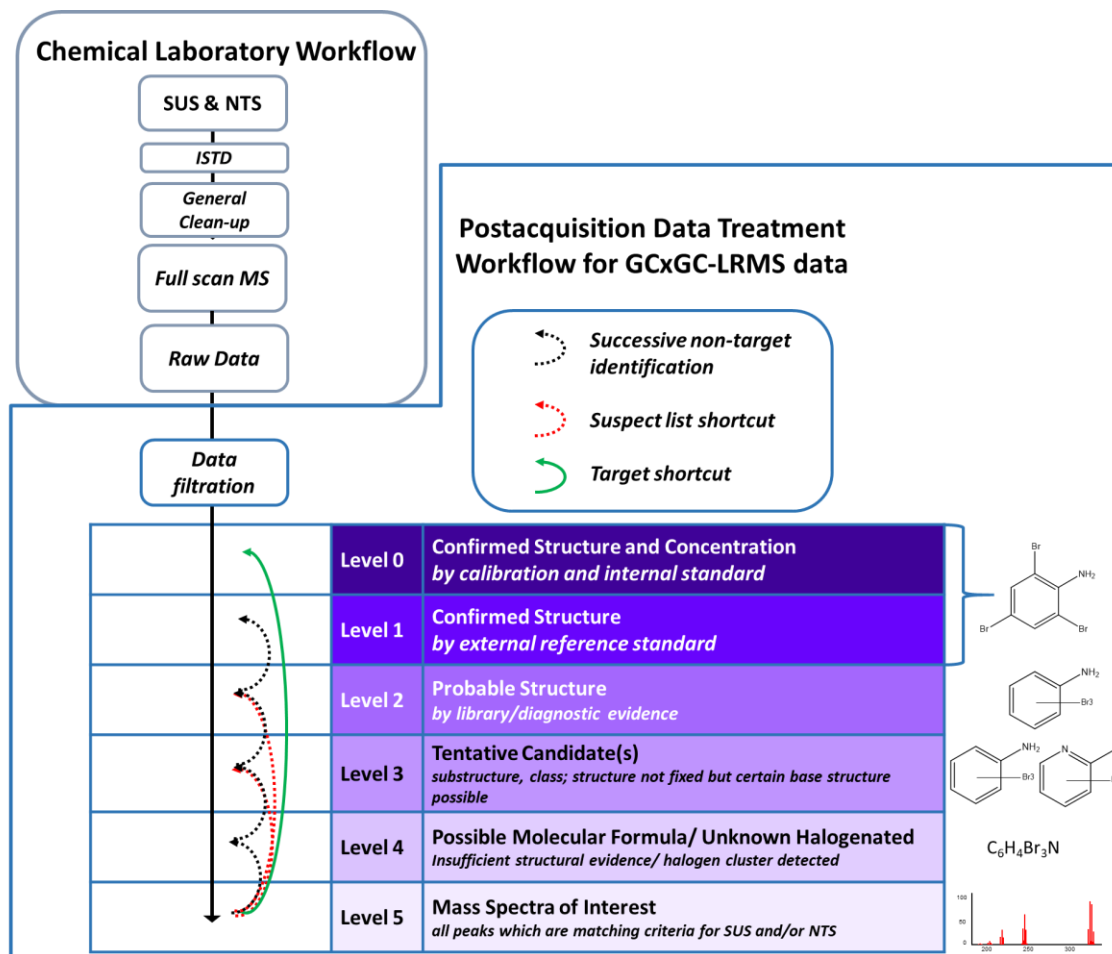 Chemical Laboratory Workflow
SUS & NTS
ISTD
General
Clean-up
Full scan MS
Raw Data
Postacquisition Data Treatment
Workflow for GCxGC-LRMS data
Successive non-target
identification
Suspect list shortcut
Target shortcut
Data
filtration
Level 0
Confirmed Structure and Concentration
by calibration and internal standard
Level 1
Confirmed Structure
by external reference standard
Level 2
Probable Structure
by library/diagnostic evidence
Level 3
Tentative Candidate(s)
substructure, class; structure not fixed but certain base structure
possible
Level 4
Possible Molecular Formula/ Unknown Halogenated
Insufficient structural evidence/ halogen cluster detected
Level 5
Mass Spectra of Interest
all peaks which are matching criteria for SUS and/or NTS
Br
NH₂
Br
Br
NH₂
Br3
NH₂
Br3
N
C₆H₄Br₃N
100
50
0
200
250
300